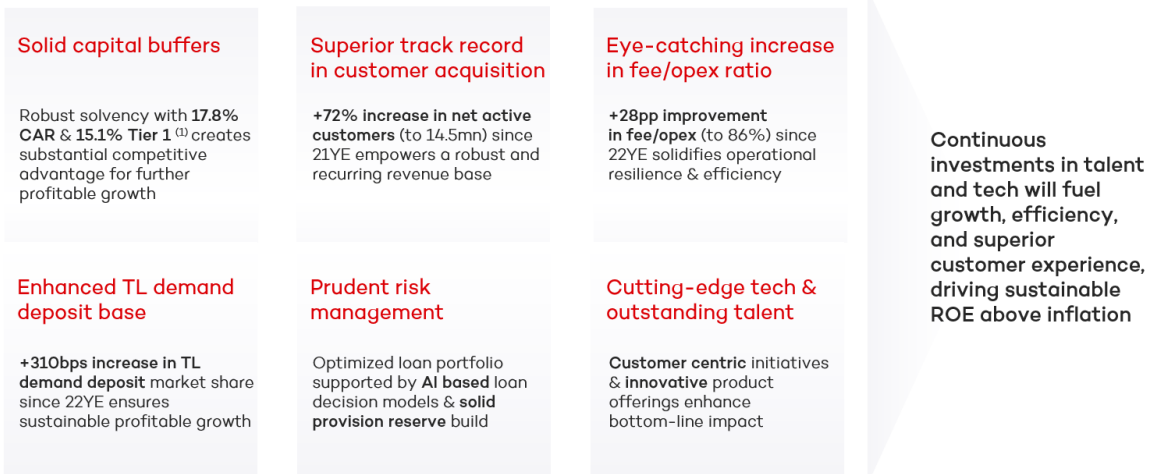 Solid capital buffers
Robust solvency with 17.8%
CAR & 15.1% Tier 1 (1) creates
substantial competitive
advantage for further
profitable growth
Superior track record
in customer acquisition
+72% increase in net active
customers (to 14.5mn) since
21YE empowers a robust and
recurring revenue base
Eye-catching increase
in fee/opex ratio
+28pp improvement
in fee/opex (to 86%) since
22YE solidifies operational
resilience & efficiency
Enhanced TL demand
deposit base
+310bps increase in TL
demand deposit market share
since 22YE ensures
sustainable profitable growth
Prudent risk
management
Optimized loan portfolio
supported by AI based loan
decision models & solid
provision reserve build
Cutting-edge tech &
outstanding talent
Customer centric initiatives
& innovative product
offerings enhance
bottom-line impact
Continuous
investments in talent
and tech will fuel
growth, efficiency,
and superior
customer experience,
driving sustainable
ROE above inflation